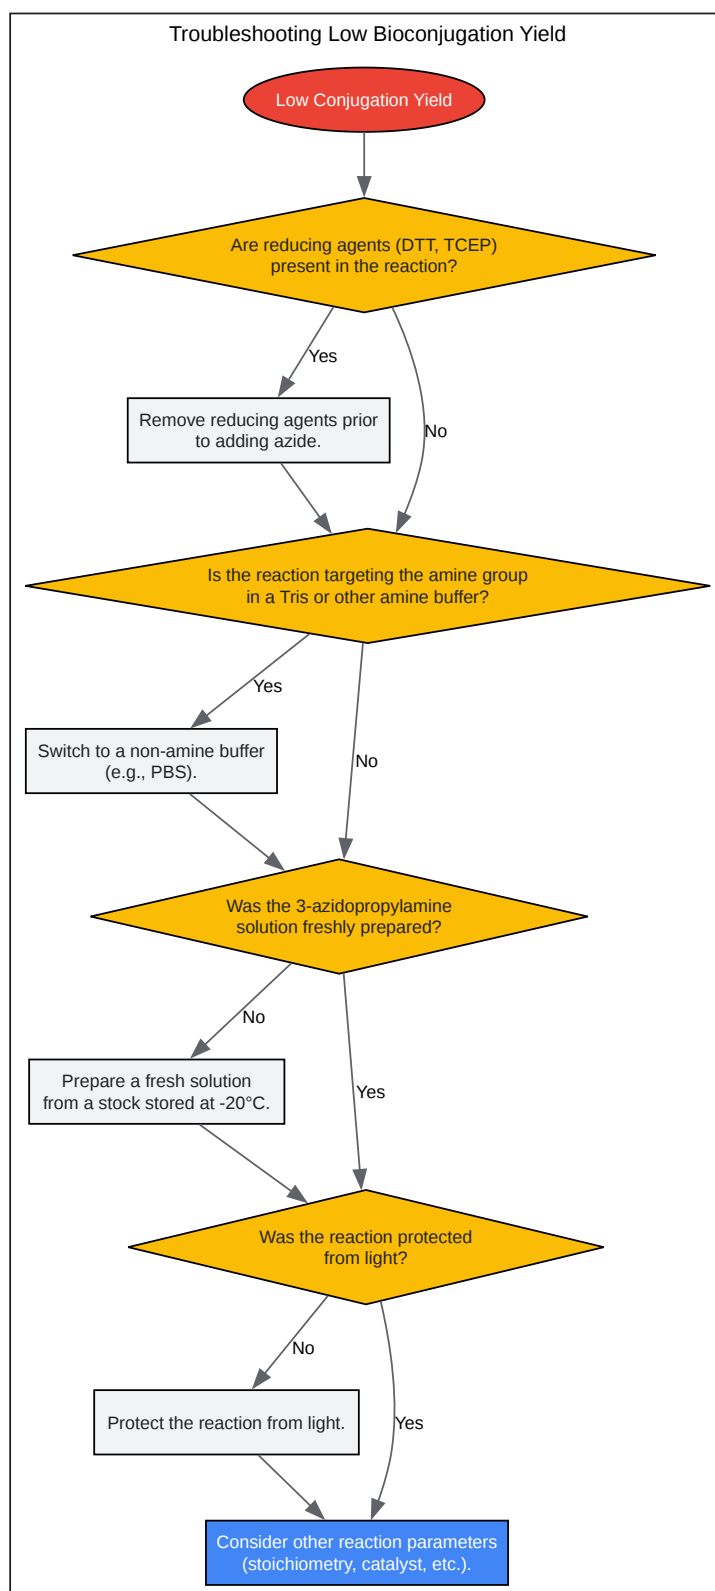 Troubleshooting Low Bioconjugation Yield
Low Conjugation Yield
Are reducing agents (DTT, TCEP)
present in the reaction?
Yes
No
Remove reducing agents prior
to adding azide.
Is the reaction targeting the amine group
in a Tris or other amine buffer?
Yes
No
Switch to a non-amine buffer
(e.g., PBS).
Was the 3-azidopropylamine
solution freshly prepared?
No
Yes
Prepare a fresh solution
from a stock stored at -20°C.
Was the reaction protected
from light?
No
Yes
Protect the reaction from light.
Consider other reaction parameters
(stoichiometry, catalyst, etc.).